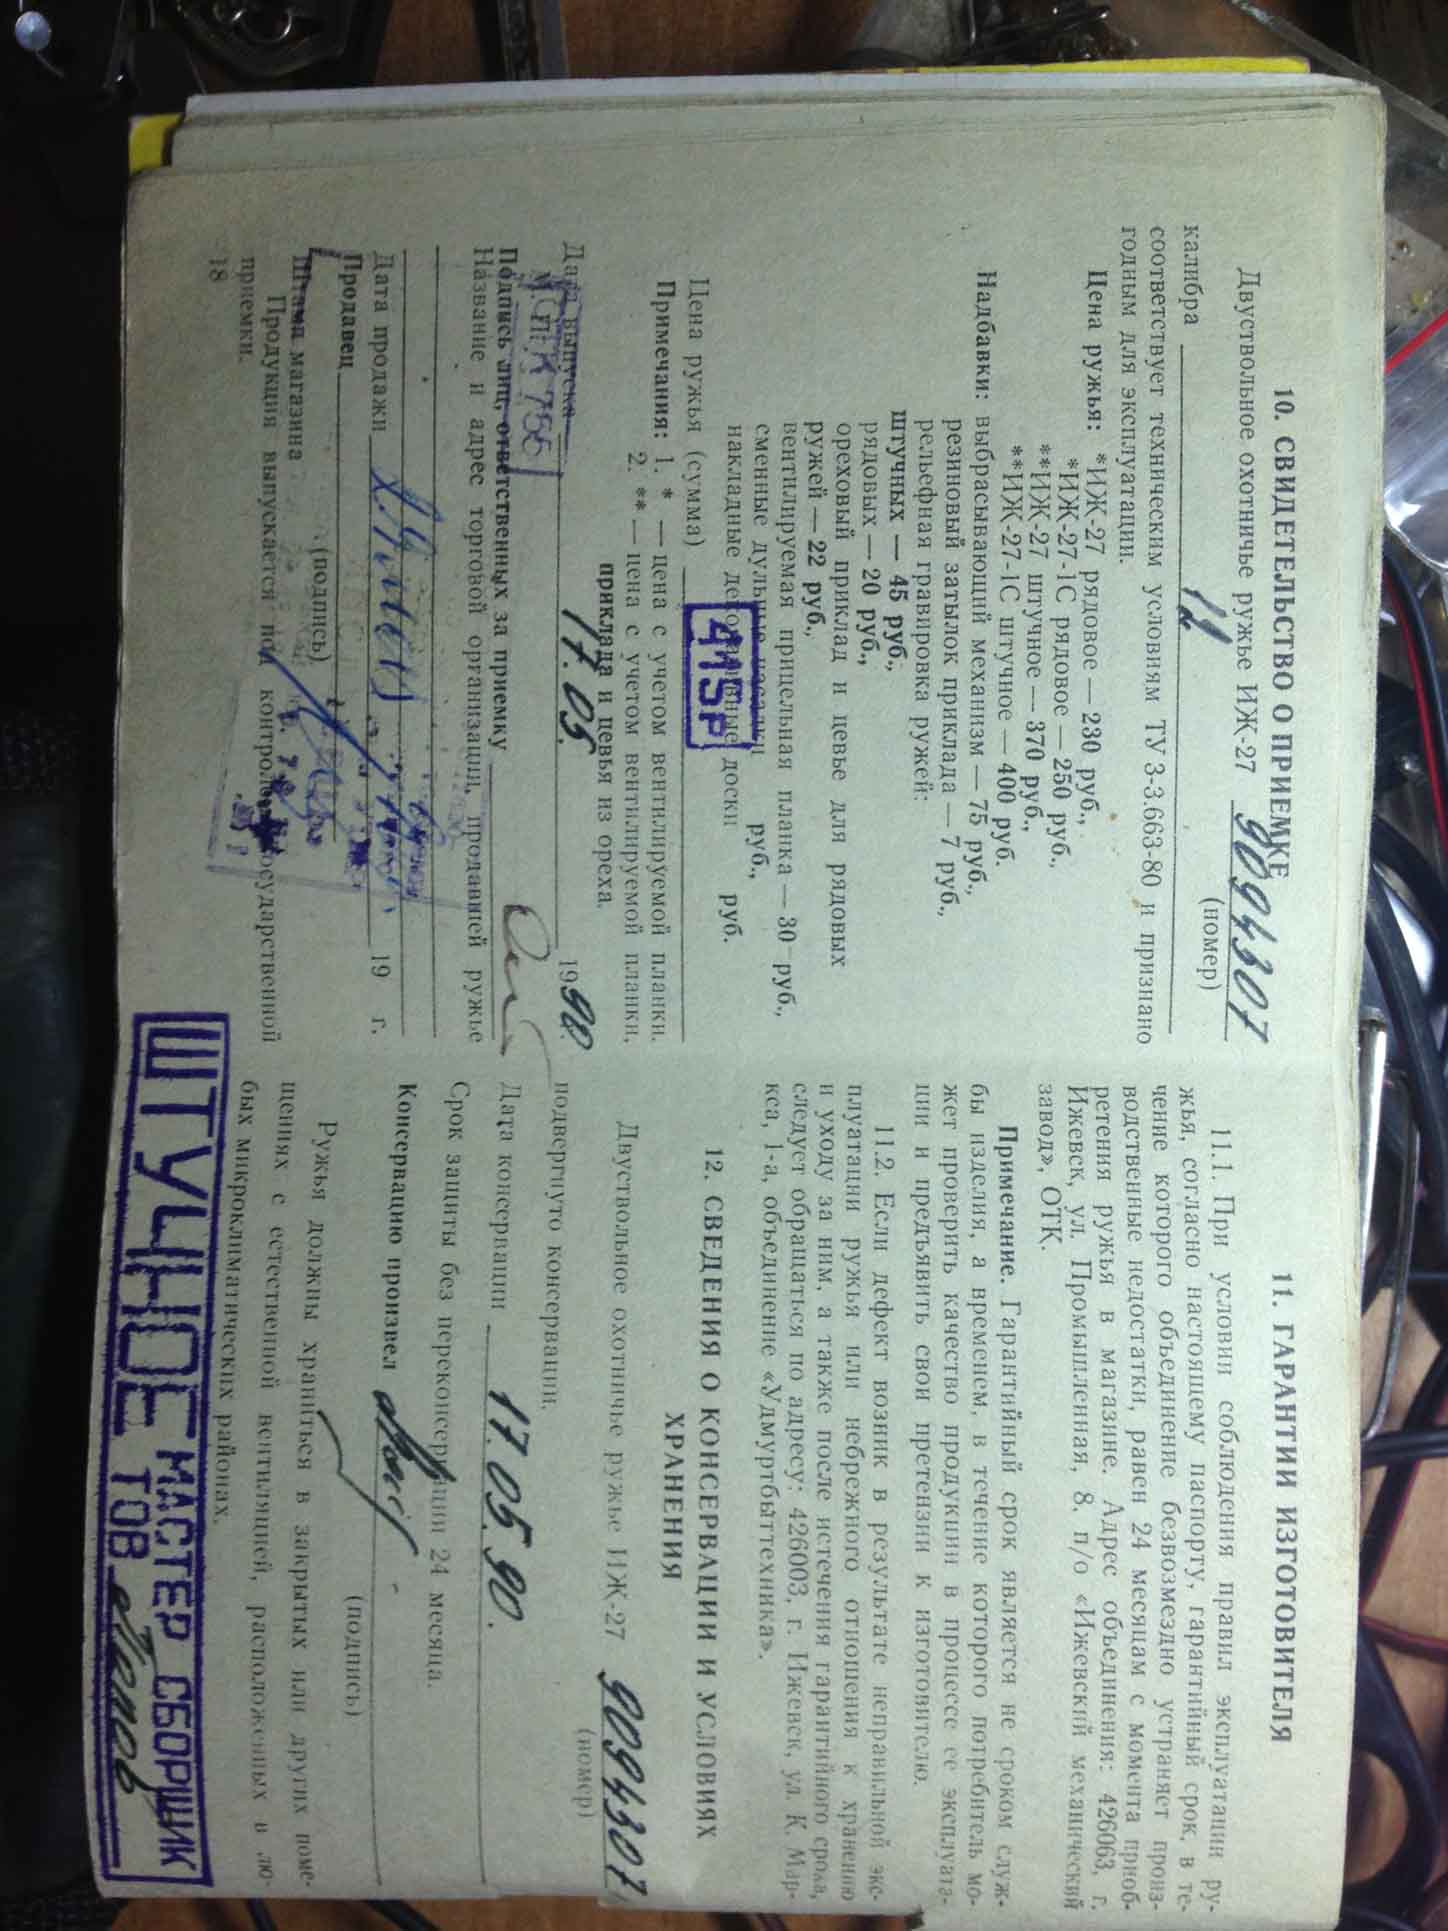 10. СВИДЕТЕЛЬСТВО О ПРИЕМКЕ
Двуствольное охотничье ружье ИЖ-27 9094307
(номер)
калибра 12
соответствует техническим условиям ТУ 3-3.663-80 и признано
годным для эксплуатации.
Цена ружья: *ИЖ-27 рядовое — 230 руб.,
*ИЖ-27-1С рядовое — 250 руб.,
**ИЖ-27 штучное — 370 руб.,
**ИЖ-27-1С штучное — 400 руб.
Надбавки: выбрасывающий механизм — 75 руб.,
резиновый затылок приклада — 7 руб.,
рельефная гравировка ружей:
штучных — 45 руб.,
рядовых — 20 руб.,
ореховый приклад и цевье для рядовых
ружей — 22 руб.,
вентилируемая прицельная планка — 30 руб.,
сменные дульные насадки руб.,
накладные декоративные доски руб.
Цена ружья (сумма) 415р
Примечания: 1. * — цена с учетом вентилируемой планки.
2. ** — цена с учетом вентилируемой планки,
приклада и цевья из ореха.
Дата выпуска 17.05. 1990.
МСПК 755
Подпись лиц, ответственных за приемку
Название и адрес торговой организации, продавшей ружье
Дата продажи 19 г.
Продавец
(подпись)
Штамп магазина
Продукция выпускается под контролем государственной
приемки.
18
11. ГАРАНТИИ ИЗГОТОВИТЕЛЯ
11.1. При условии соблюдения правил эксплуатации ру-
жья, согласно настоящему паспорту, гарантийный срок, в те-
чение которого объединение безвозмездно устраняет произ-
водственные недостатки, равен 24 месяцам с момента приоб-
ретения ружья в магазине. Адрес объединения: 426063, г.
Ижевск, ул. Промышленная, 8, п/о «Ижевский механический
завод», ОТК.
Примечание. Гарантийный срок является не сроком служ-
бы изделия, а временем, в течение которого потребитель мо-
жет проверить качество продукции в процессе ее эксплуата-
ции и предъявить свои претензии к изготовителю.
11.2. Если дефект возник в результате неправильной экс-
плуатации ружья или небрежного отношения к хранению
и уходу за ним, а также после истечения гарантийного срока,
следует обращаться по адресу: 426003, г. Ижевск, ул. К. Мар-
кса, 1-а, объединение «Удмуртбыттехника».
12. СВЕДЕНИЯ О КОНСЕРВАЦИИ И УСЛОВИЯХ
ХРАНЕНИЯ
Двуствольное охотничье ружье ИЖ-27 9094307
(номер)
подвергнуто консервации.
Дата консервации 17.05.90.
Срок защиты без переконсервации 24 месяца.
Консервацию произвел
(подпись)
Ружья должны храниться в закрытых или других поме-
щениях с естественной вентиляцией, расположенных в лю-
бых микроклиматических районах.
ШТУЧНОЕ МАСТЕР СБОРЩИК
ТОВ Попов